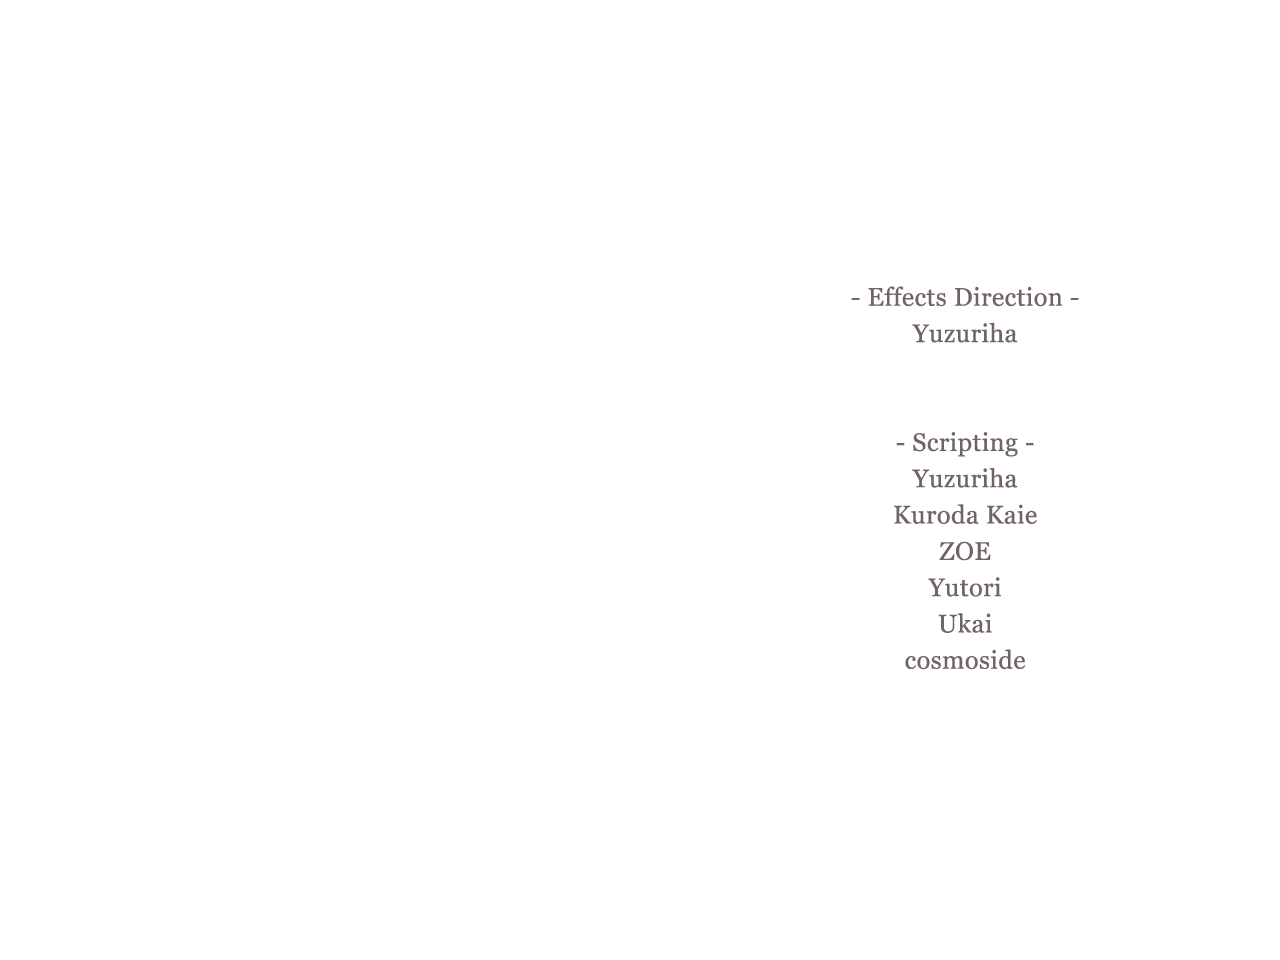 - Effects Direction -
Yuzuriha
- Scripting -
Yuzuriha
Kuroda Kaie
ZOE
Yutori
Ukai
cosmoside